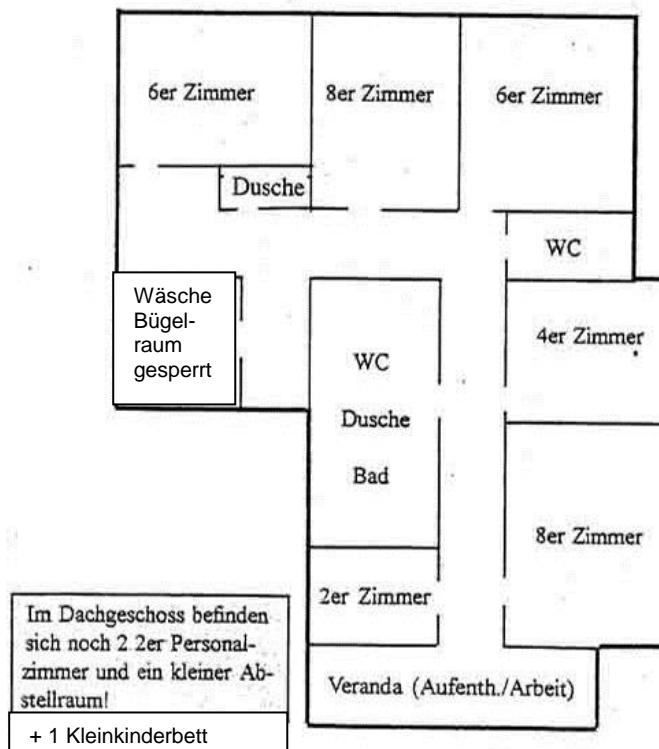 6er Zimmer
8er Zimmer
6er Zimmer
Dusche
WC
Wäsche
Bügel-
raum
gesperrt
WC
Dusche
Bad
4er Zimmer
8er Zimmer
2er Zimmer
Veranda (Aufenth./Arbeit)
Im Dachgeschoss befinden
sich noch 2 2er Personal-
zimmer und ein kleiner Ab-
stellraum!
+ 1 Kleinkinderbett